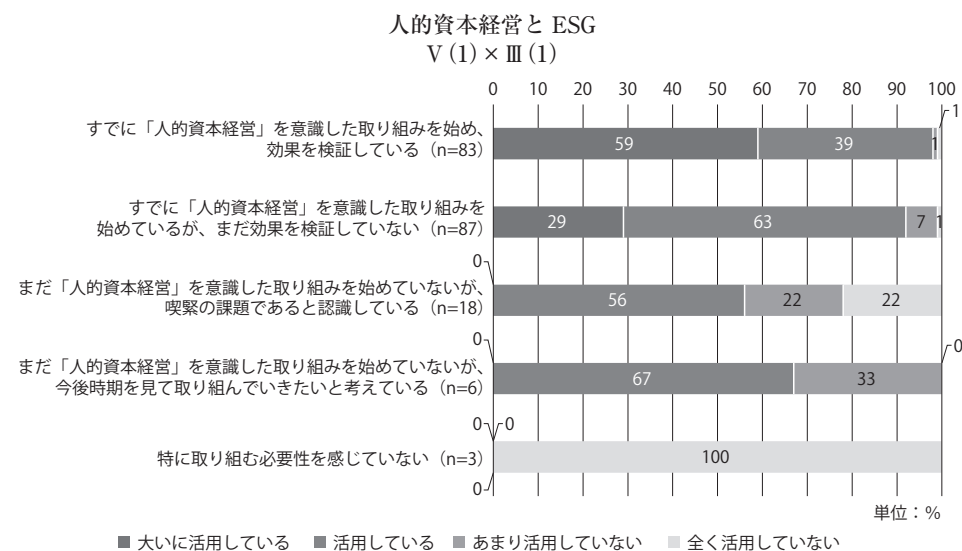 人的資本経営と ESG
Ⅴ(1)×Ⅲ(1)
0 10 20 30 40 50 60 70 80 90 100
すでに「人的資本経営」を意識した取り組みを始め、
効果を検証している（n=83）
59 39 1 1
すでに「人的資本経営」を意識した取り組みを
始めているが、まだ効果を検証していない（n=87）
29 63 7 1
0
まだ「人的資本経営」を意識した取り組みを始めていないが、
喫緊の課題であると認識している（n=18）
56 22 22
0 0
まだ「人的資本経営」を意識した取り組みを始めていないが、
今後時期を見て取り組んでいきたいと考えている（n=6）
67 33
0 0
特に取り組む必要性を感じていない（n=3）
100
0
単位：％
大いに活用している 活用している あまり活用していない 全く活用していない